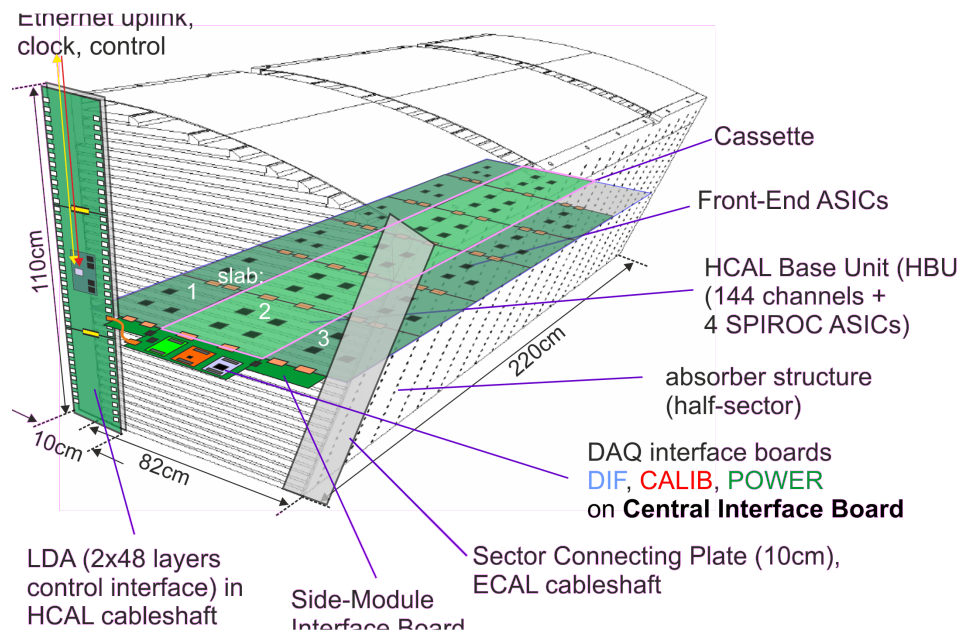 Ethernet uplink,
clock, control
Cassette
Front-End ASICs
HCAL Base Unit (HBU
(144 channels +
4 SPIROC ASICs)
slab:
1
2
3
110cm
220cm
absorber structure
(half-sector)
10cm
82cm
DAQ interface boards
DIF, CALIB, POWER
on Central Interface Board
LDA (2x48 layers
control interface) in
HCAL cableshaft
Side-Module
Interface Board
Sector Connecting Plate (10cm),
ECAL cableshaft